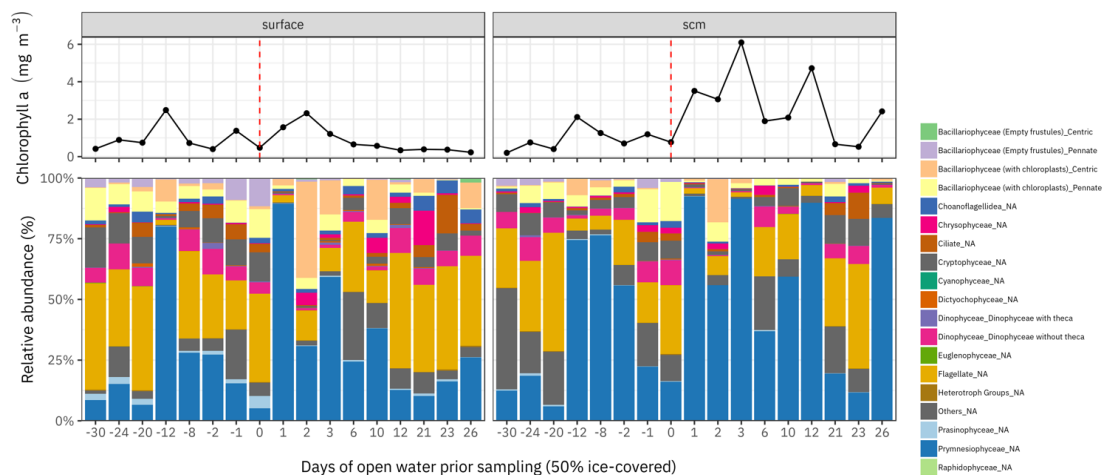 surface
scm
Chlorophyll a (mg m⁻³)
6
4
2
0
Relative abundance (%)
100%
75%
50%
25%
0%
-30 -24 -20 -12 -8 -2 -1 0 1 2 3 6 10 12 21 23 26
-30 -24 -20 -12 -8 -2 -1 0 1 2 3 6 10 12 21 23 26
Days of open water prior sampling (50% ice-covered)
Bacillariophyceae (Empty frustules)_Centric
Bacillariophyceae (Empty frustules)_Pennate
Bacillariophyceae (with chloroplasts)_Centric
Bacillariophyceae (with chloroplasts)_Pennate
Choanoflagellidea_NA
Chrysophyceae_NA
Ciliate_NA
Cryptophyceae_NA
Cyanophyceae_NA
Dictyochophyceae_NA
Dinophyceae_Dinophyceae with theca
Dinophyceae_Dinophyceae without theca
Euglenophyceae_NA
Flagellate_NA
Heterotroph Groups_NA
Others_NA
Prasinophyceae_NA
Prymnesiophyceae_NA
Raphidophyceae_NA